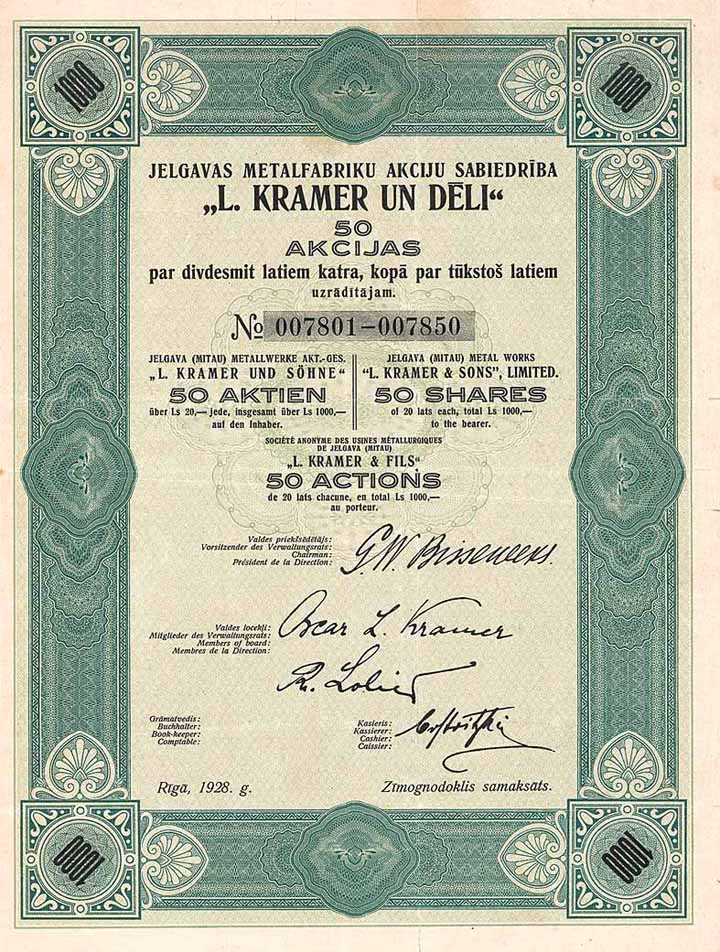 1000
1000
JELGAVAS METALFABRIKU AKCIJU SABIEDRĪBA
„L. KRAMER UN DĒLI“
50
AKCIJAS
par divdesmit latiem katra, kopā par tūkstoš latiem
uzrādītājam.
№ 007801–007850
JELGAVA (MITAU) METALLWERKE AKT.-GES.
„L. KRAMER UND SÖHNE“
50 AKTIEN
über Ls 20,— jede, insgesamt über Ls 1000,—
auf den Inhaber.
JELGAVA (MITAU) METAL WORKS
“L. KRAMER & SONS”, LIMITED.
50 SHARES
of 20 lats each, total Ls 1000,—
to the bearer.
SOCIÉTÉ ANONYME DES USINES MÉTALLURGIQUES
DE JELGAVA (MITAU)
„L. KRAMER & FILS“
50 ACTIONS
de 20 lats chacune, en total Ls 1000,—
au porteur.
Valdes priekšsēdētājs:
Vorsitzender des Verwaltungsrats:
Chairman:
Président de la Direction:
G.W.
Valdes locekļi:
Mitglieder des Verwaltungsrats:
Members of board:
Membres de la Direction:
Oscar L. Kramer
Grāmatvedis:
Buchhalter:
Book-keeper:
Comptable:
Kasieris:
Kassierer:
Cashier:
Caissier:
Rīgā, 1928. g.
Zīmognodoklis samaksāts.
1000
1000